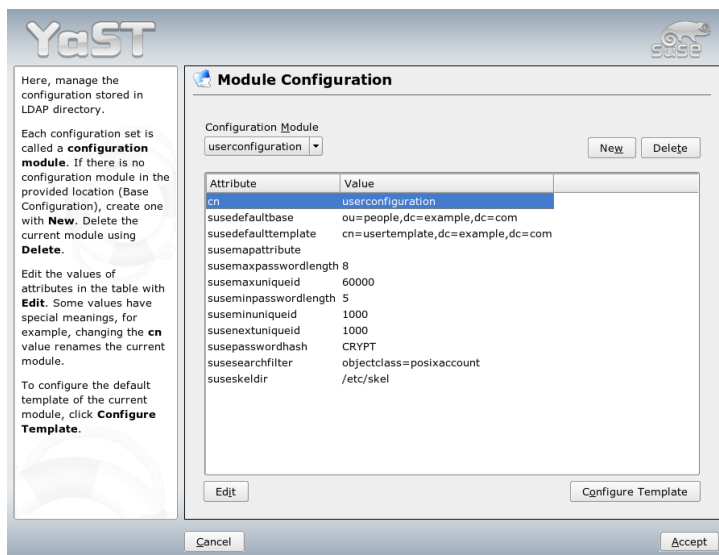 YaST
SUSE
Here, manage the
configuration stored in
LDAP directory.
Each configuration set is
called a configuration
module. If there is no
configuration module in the
provided location (Base
Configuration), create one
with New. Delete the
current module using
Delete.
Edit the values of
attributes in the table with
Edit. Some values have
special meanings, for
example, changing the cn
value renames the current
module.
To configure the default
template of the current
module, click Configure
Template.
Module Configuration
Configuration Module
userconfiguration
New Delete
Attribute Value
cn userconfiguration
susedefaultbase ou=people,dc=example,dc=com
susedefaulttemplate cn=usertemplate,dc=example,dc=com
susemapattribute
susemaxpasswordlength 8
susemaxuniqueid 60000
suseminpasswordlength 5
suseminuniqueid 1000
susenextuniqueid 1000
susepasswordhash CRYPT
susesearchfilter objectclass=posixaccount
suseskeldir /etc/skel
Edit Configure Template
Cancel Accept